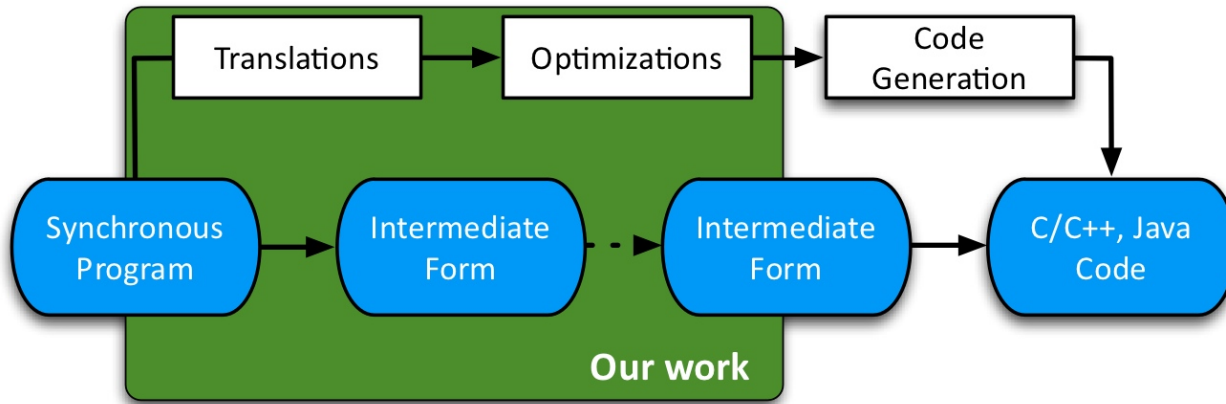 Translations
Optimizations
Code
Generation
Synchronous
Program
Intermediate
Form
Intermediate
Form
C/C++, Java
Code
Our work